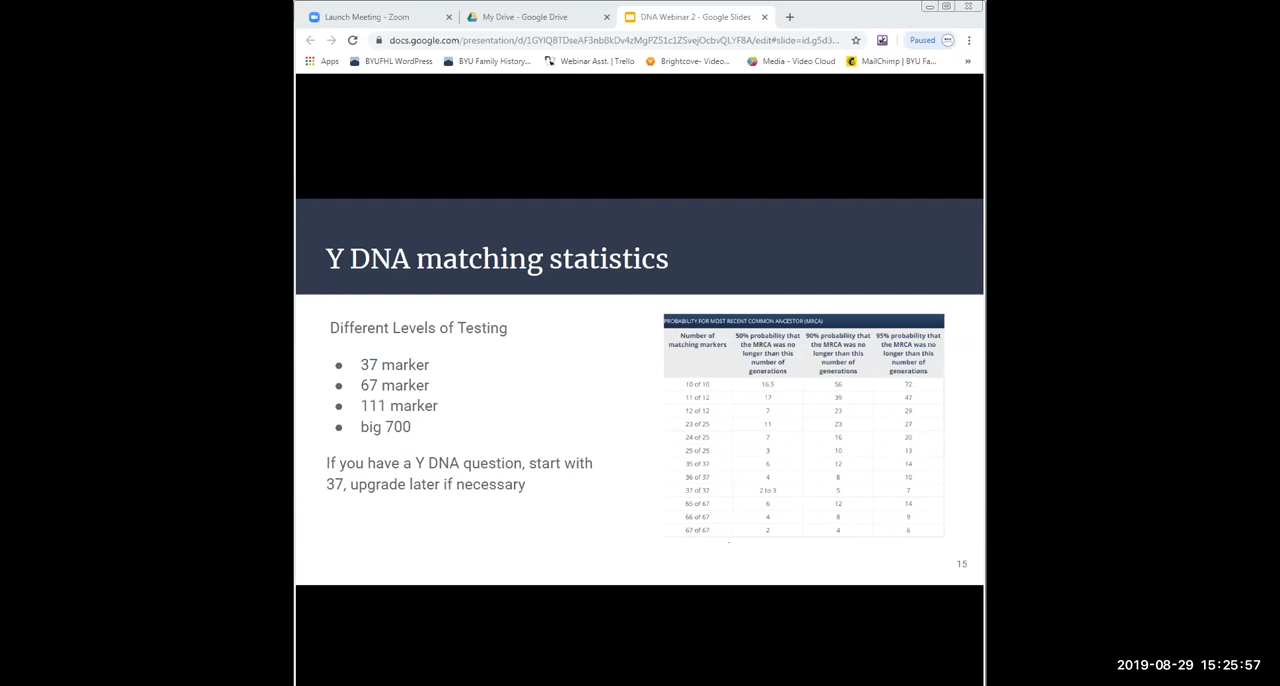 Launch Meeting - Zoom
My Drive - Google Drive
DNA Webinar 2 - Google Slides
docs.google.com/presentation/d/1GYlQBTDseAF3nbBkDv4zMgPZ51c1ZSvejOcbvQLYF8A/edit#slide=id.g5d3...
Paused
Apps
BYUFHL WordPress
BYU Family History...
Webinar Asst. | Trello
Brightcove- Video...
Media - Video Cloud
MailChimp | BYU Fa...
»
Y DNA matching statistics
Different Levels of Testing
● 37 marker
● 67 marker
● 111 marker
● big 700
If you have a Y DNA question, start with
37, upgrade later if necessary
PROBABILITY FOR MOST RECENT COMMON ANCESTOR (MRCA)
Number of matching markers 50% probability that the MRCA was no longer than this number of generations 90% probability that the MRCA was no longer than this number of generations 95% probability that the MRCA was no longer than this number of generations
10 of 10 16.5 56 72
11 of 12 17 39 47
12 of 12 7 23 29
23 of 25 11 23 27
24 of 25 7 16 20
25 of 25 3 10 13
35 of 37 6 12 14
36 of 37 4 8 10
37 of 37 2 to 3 5 7
65 of 67 6 12 14
66 of 67 4 8 9
67 of 67 2 4 6
15
2019-08-29 15:25:57